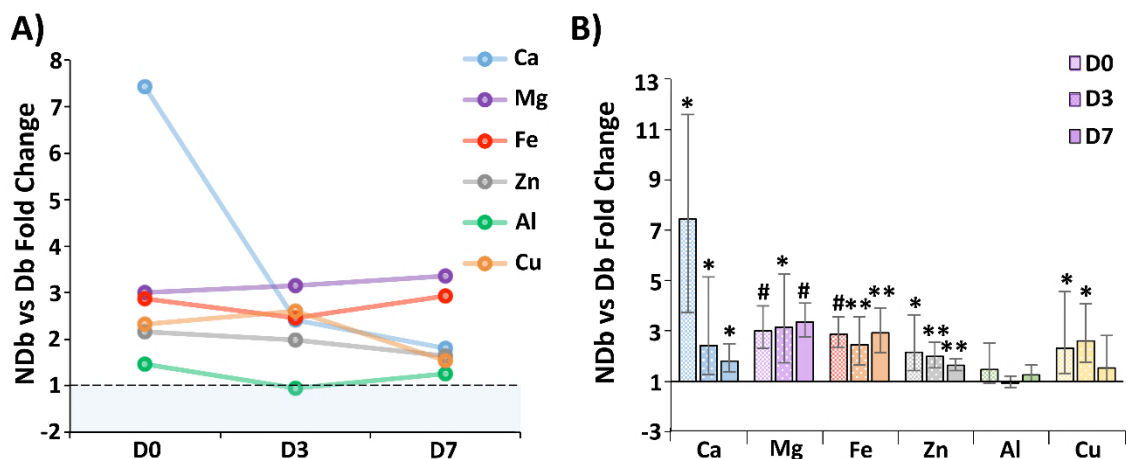 A)
NDb vs Db Fold Change
8
7
6
5
4
3
2
1
-2
D0 D3 D7
Ca
Mg
Fe
Zn
Al
Cu
B)
NDb vs Db Fold Change
13
11
9
7
5
3
1
-3
* * * # * # # ** ** * ** ** * *
Ca Mg Fe Zn Al Cu
D0
D3
D7